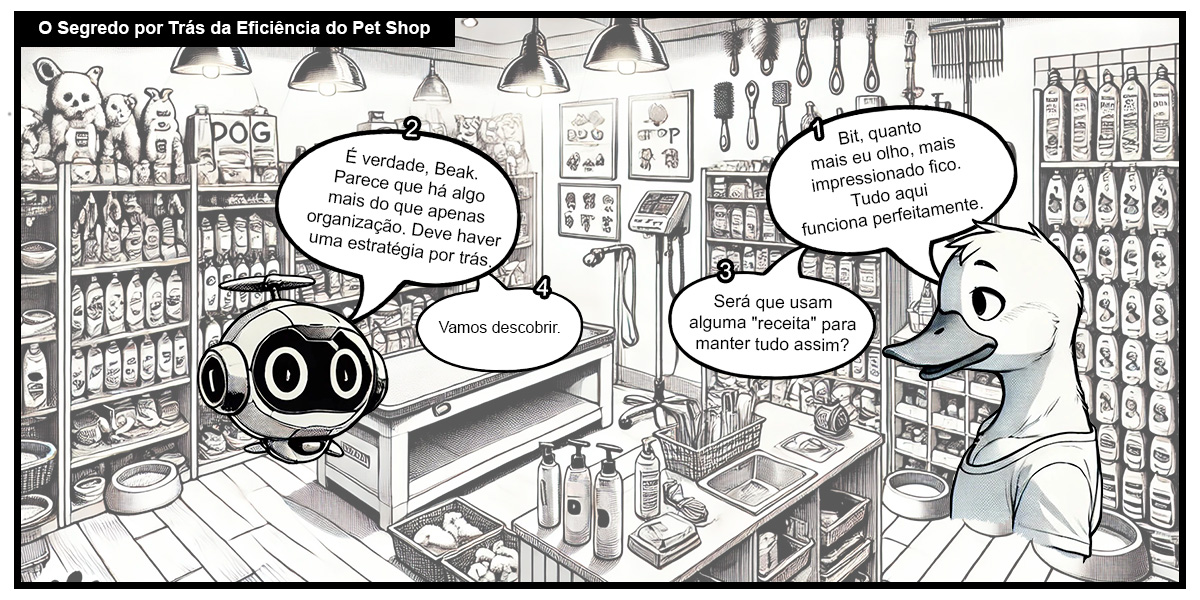 O Segredo por Trás da Eficiência do Pet Shop
1
Bit, quanto
mais eu olho, mais
impressionado fico.
Tudo aqui
funciona perfeitamente.
2
É verdade, Beak.
Parece que há algo
mais do que apenas
organização. Deve haver
uma estratégia por trás.
3
Será que usam
alguma "receita" para
manter tudo assim?
4
Vamos descobrir.
DOG